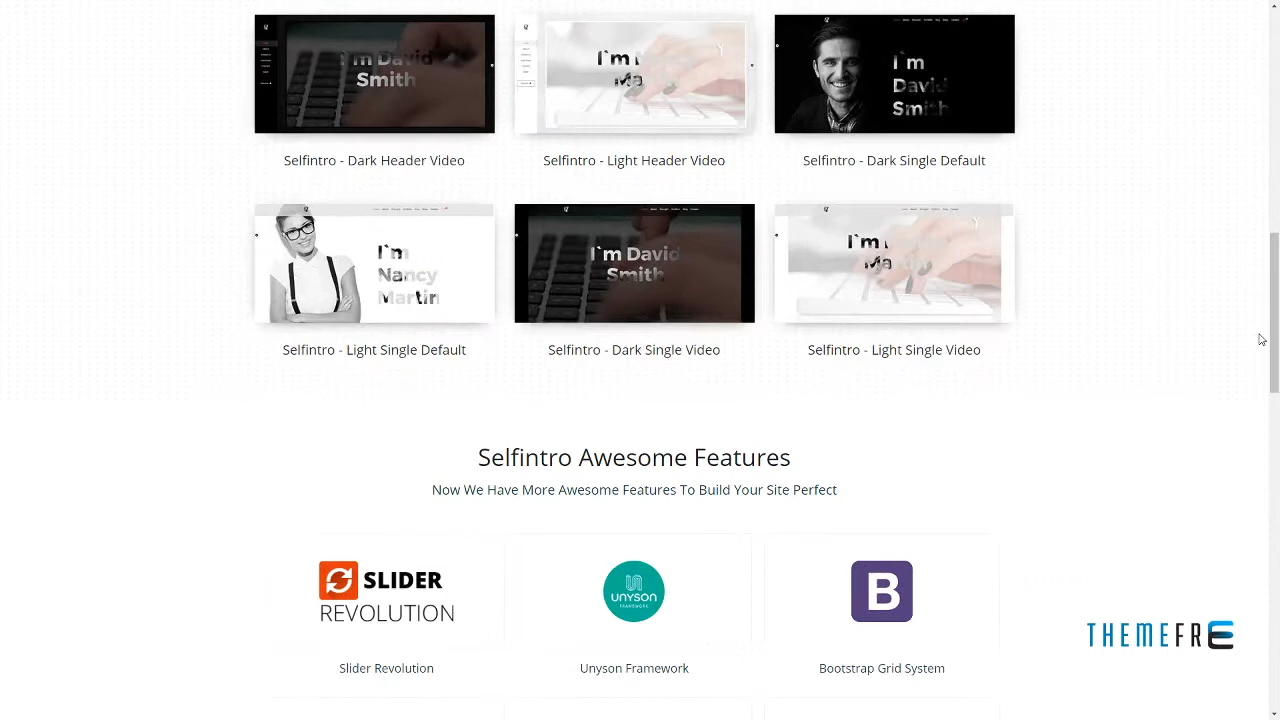 I`m David
Smith
I`m
Ma
I`m
David
Smith
Selfintro - Dark Header Video
Selfintro - Light Header Video
Selfintro - Dark Single Default
I`m
Nancy
Martin
I`m David
Smith
I`m
Ma
Selfintro - Light Single Default
Selfintro - Dark Single Video
Selfintro - Light Single Video
Selfintro Awesome Features
Now We Have More Awesome Features To Build Your Site Perfect
SLIDER
REVOLUTION
UNYSON
FRAMEWORK
B
THEMEFRE
Slider Revolution
Unyson Framework
Bootstrap Grid System